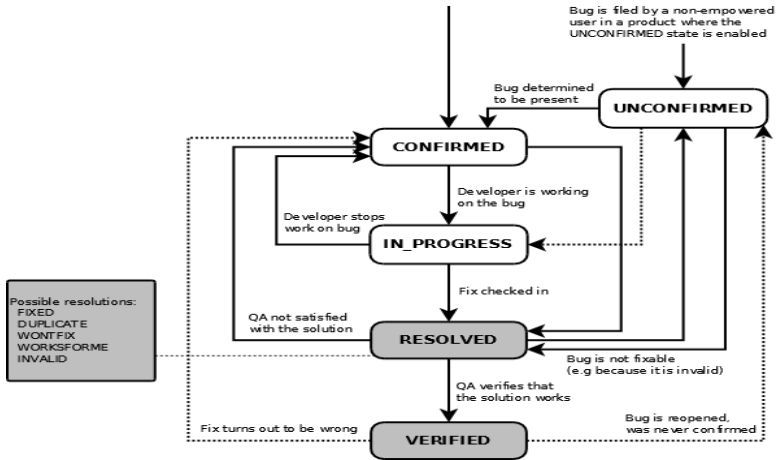 Bug is filed by a non-empowered
user in a product where the
UNCONFIRMED state is enabled
Bug determined
to be present
UNCONFIRMED
CONFIRMED
Developer is working
on the bug
Developer stops
work on bug
IN_PROGRESS
Fix checked in
Possible resolutions:
FIXED
DUPLICATE
WONTFIX
WORKSFORME
INVALID
QA not satisfied
with the solution
RESOLVED
Bug is not fixable
(e.g because it is invalid)
QA verifies that
the solution works
Fix turns out to be wrong
VERIFIED
Bug is reopened,
was never confirmed